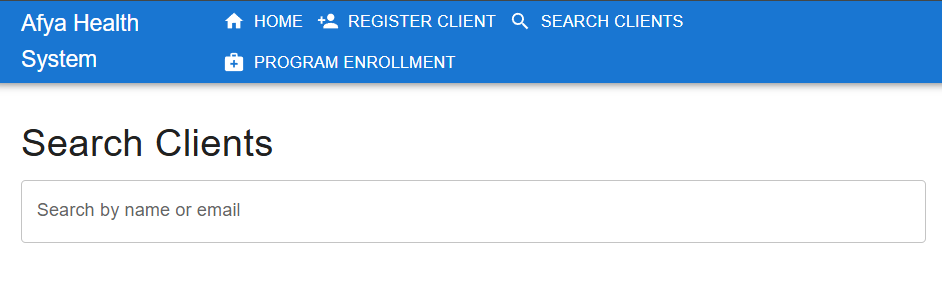 Afya Health System
HOME
REGISTER CLIENT
SEARCH CLIENTS
PROGRAM ENROLLMENT
Search Clients
Search by name or email